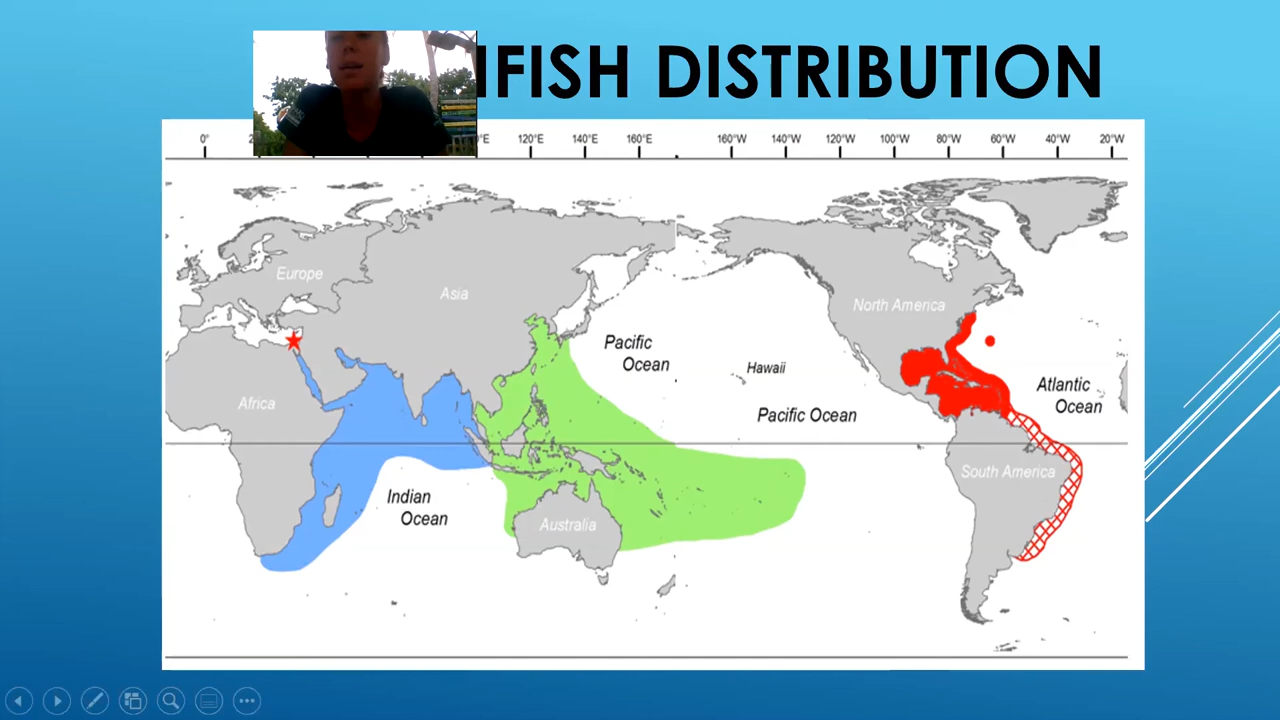 NIFISH DISTRIBUTION
0° 120°E 140°E 160°E 160°W 140°W 120°W 100°W 80°W 60°W 40°W 20°W
Europe
Asia
North America
Pacific
Ocean
Hawaii
Atlantic
Ocean
Africa
Pacific Ocean
South America
Indian
Ocean
Australia